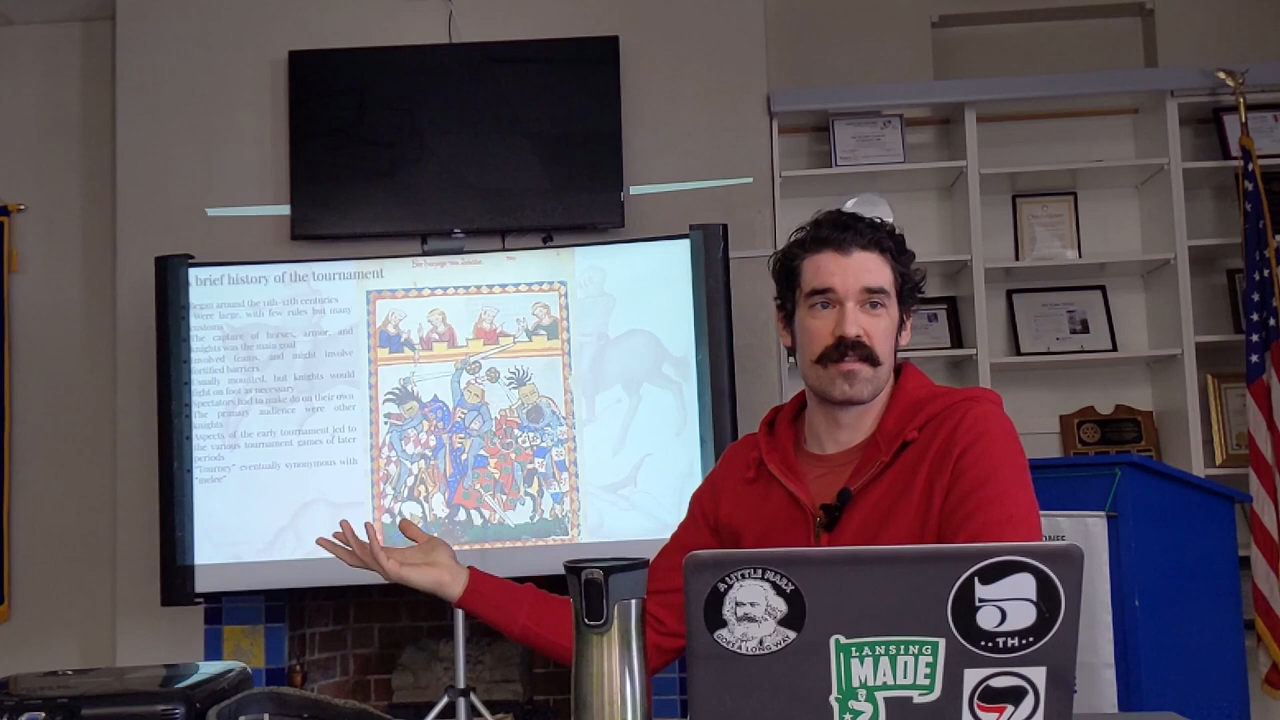 brief history of the tournament
Began around the 11th-12th centuries
Were large, with few rules but many
customs
The capture of horses, armor, and
knights was the main goal
Involved teams, and might involve
fortified barriers
Usually mounted, but knights would
fight on foot as necessary
Spectators had to make do on their own
The primary audience were other
knights
Aspects of the early tournament led to
the various tournament games of later
periods
"Tourney" eventually synonymous with
"melee"
A LITTLE MARX
GOES A LONG WAY
5
TH
LANSING
MADE